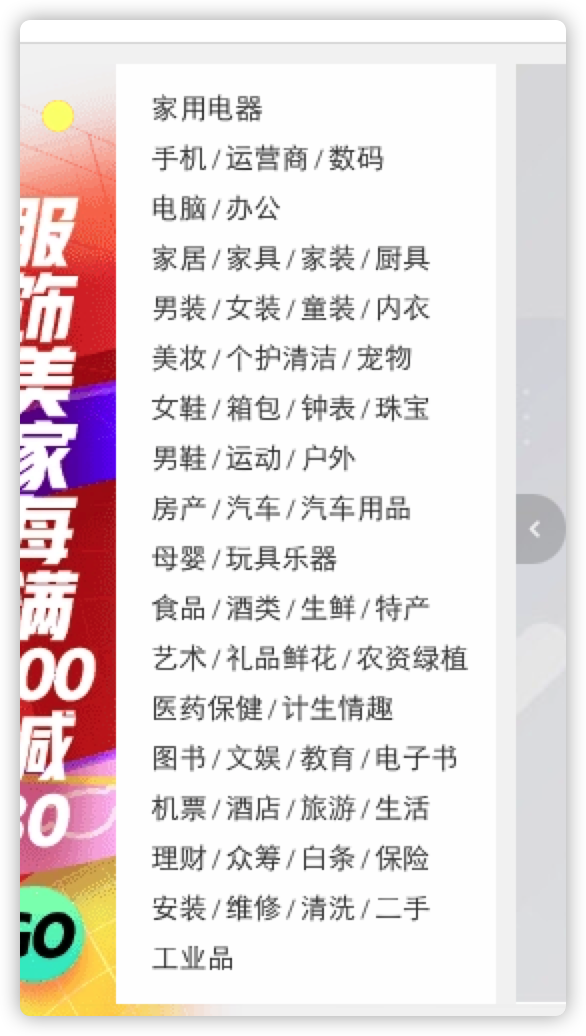 服
饰
美
家
每
满
00
减
30
GO
家用电器
手机 / 运营商 / 数码
电脑 / 办公
家居 / 家具 / 家装 / 厨具
男装 / 女装 / 童装 / 内衣
美妆 / 个护清洁 / 宠物
女鞋 / 箱包 / 钟表 / 珠宝
男鞋 / 运动 / 户外
房产 / 汽车 / 汽车用品
母婴 / 玩具乐器
食品 / 酒类 / 生鲜 / 特产
艺术 / 礼品鲜花 / 农资绿植
医药保健 / 计生情趣
图书 / 文娱 / 教育 / 电子书
机票 / 酒店 / 旅游 / 生活
理财 / 众筹 / 白条 / 保险
安装 / 维修 / 清洗 / 二手
工业品